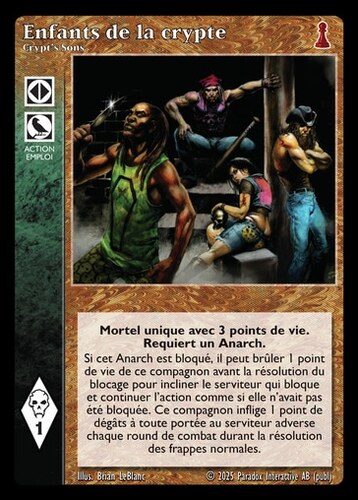 Enfants de la crypte
Crypt's Sons
ACTION
EMPLOI
Mortel unique avec 3 points de vie.
Requiert un Anarch.
Si cet Anarch est bloqué, il peut brûler 1 point
de vie de ce compagnon avant la résolution du
blocage pour incliner le serviteur qui bloque
et continuer l'action comme si elle n'avait pas
été bloquée. Ce compagnon inflige 1 point de
dégâts à toute portée au serviteur adverse
chaque round de combat durant la résolution
des frappes normales.
1
Illus. Brian LeBlanc
© 2025 Paradox Interactive AB (publ)